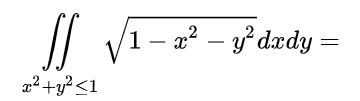 ∬ √(1 − x² − y²) dxdy =
x²+y²≤1